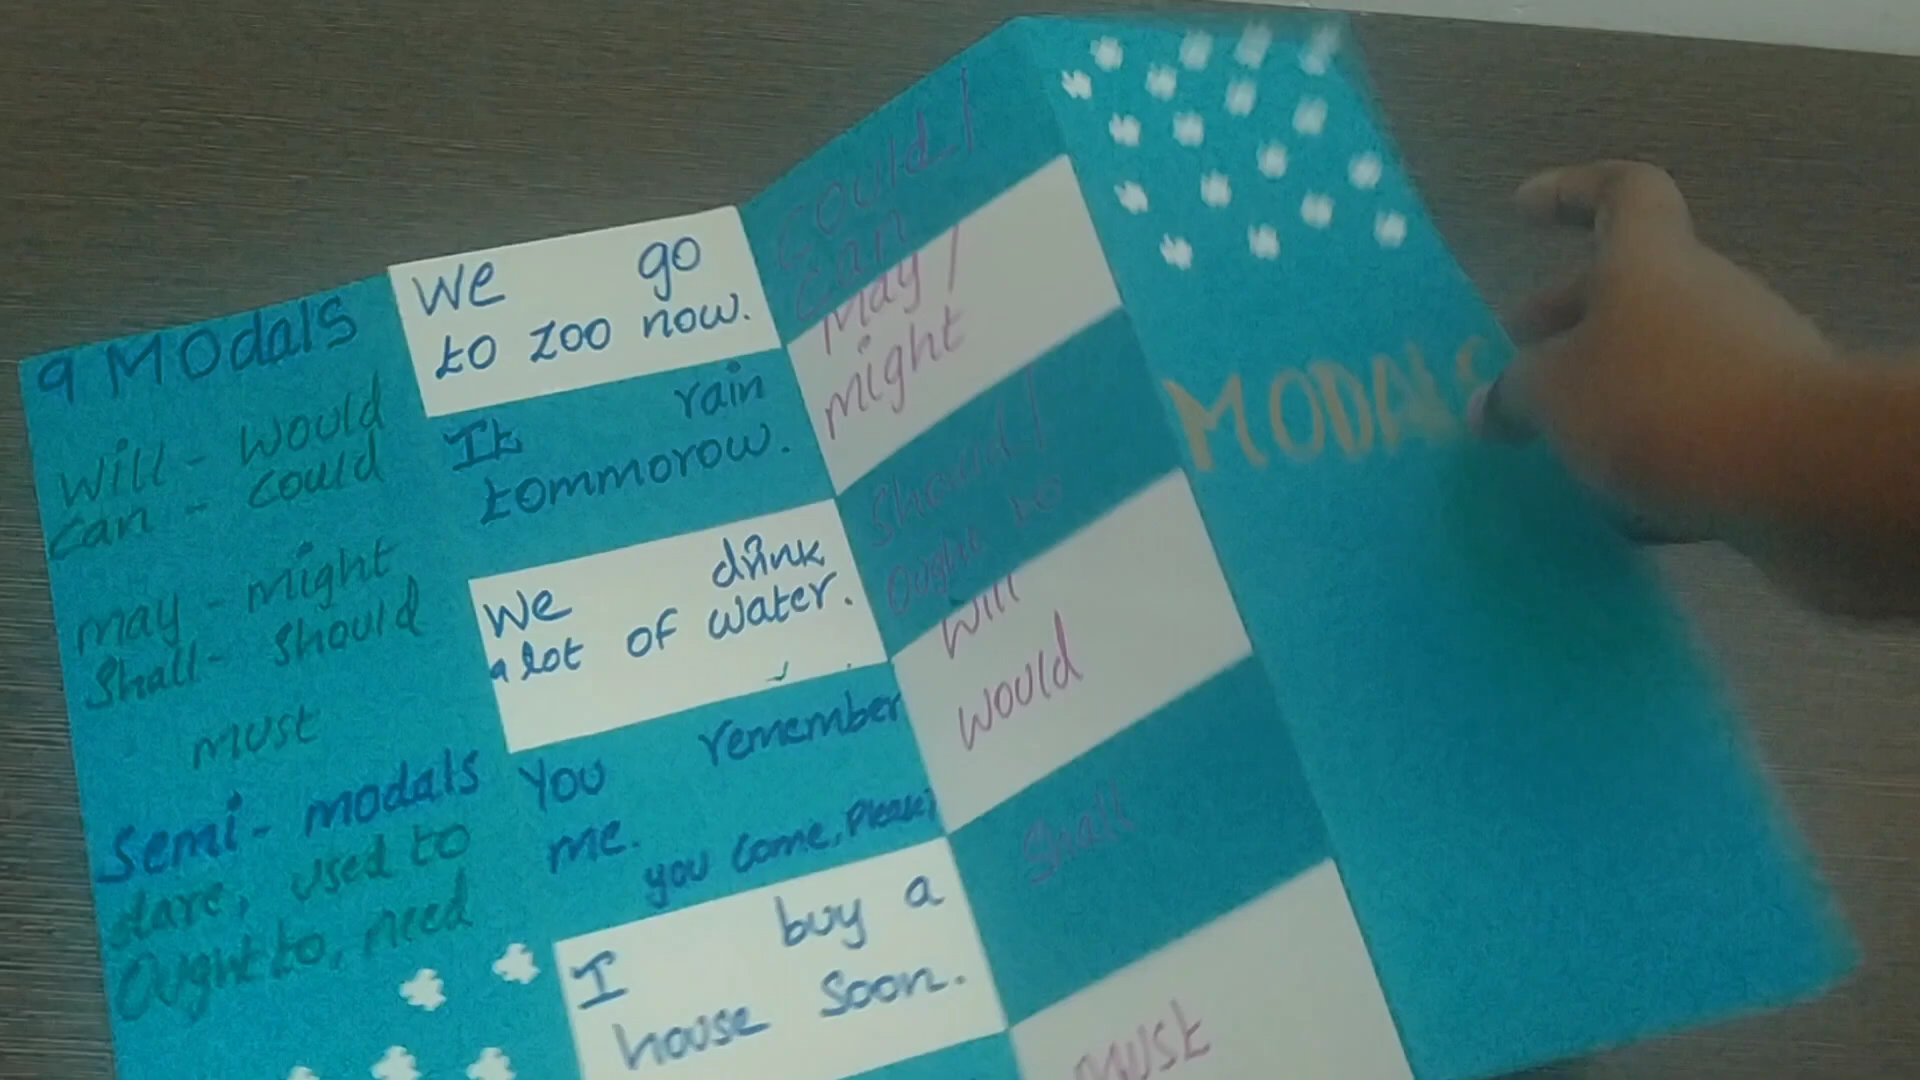 9 Modals
Will - Would
can - could
may - might
Shall - Should
must
Semi - modals
dare, used to
Ought to, need
We go
to zoo now.
It rain
tommorow.
We drink
a lot of water.
You remember
me.
you come, Please
I buy a
house soon.
could /
can
may /
might
Should /
Ought to
Will
would
Shall
must
MODALS